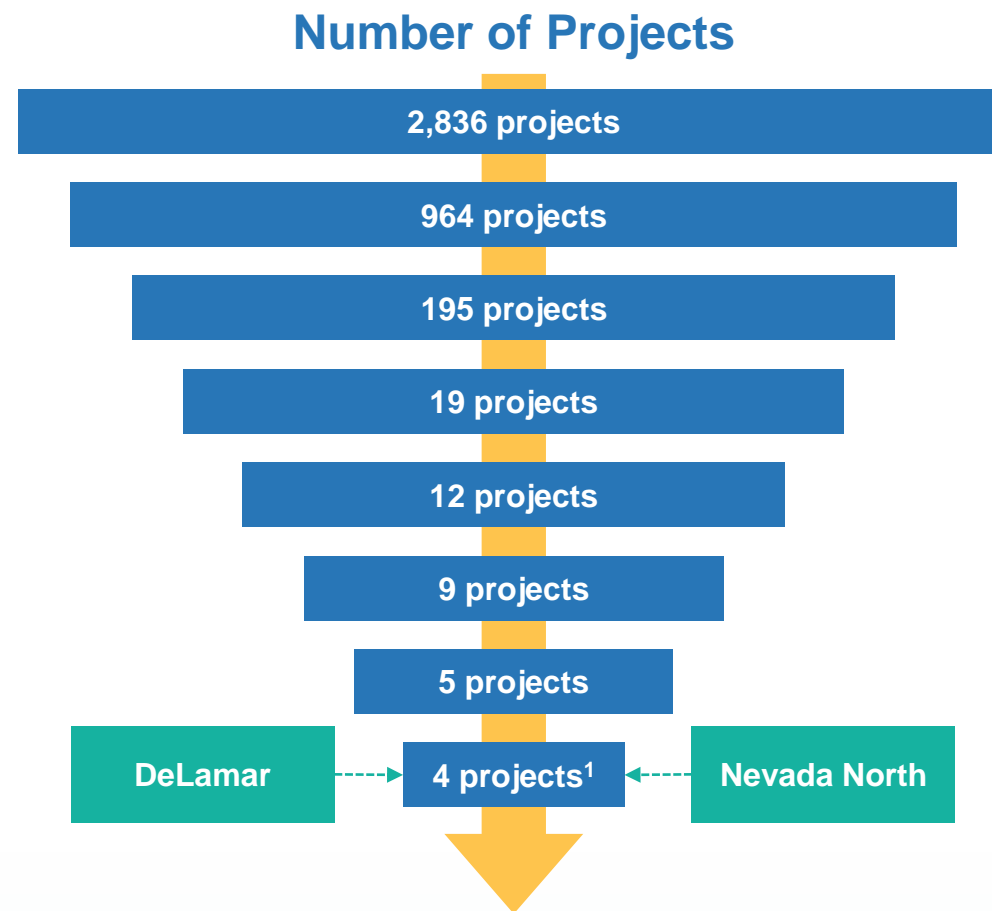 Number of Projects
2,836 projects
964 projects
195 projects
19 projects
12 projects
9 projects
5 projects
DeLamar
4 projects¹
Nevada North